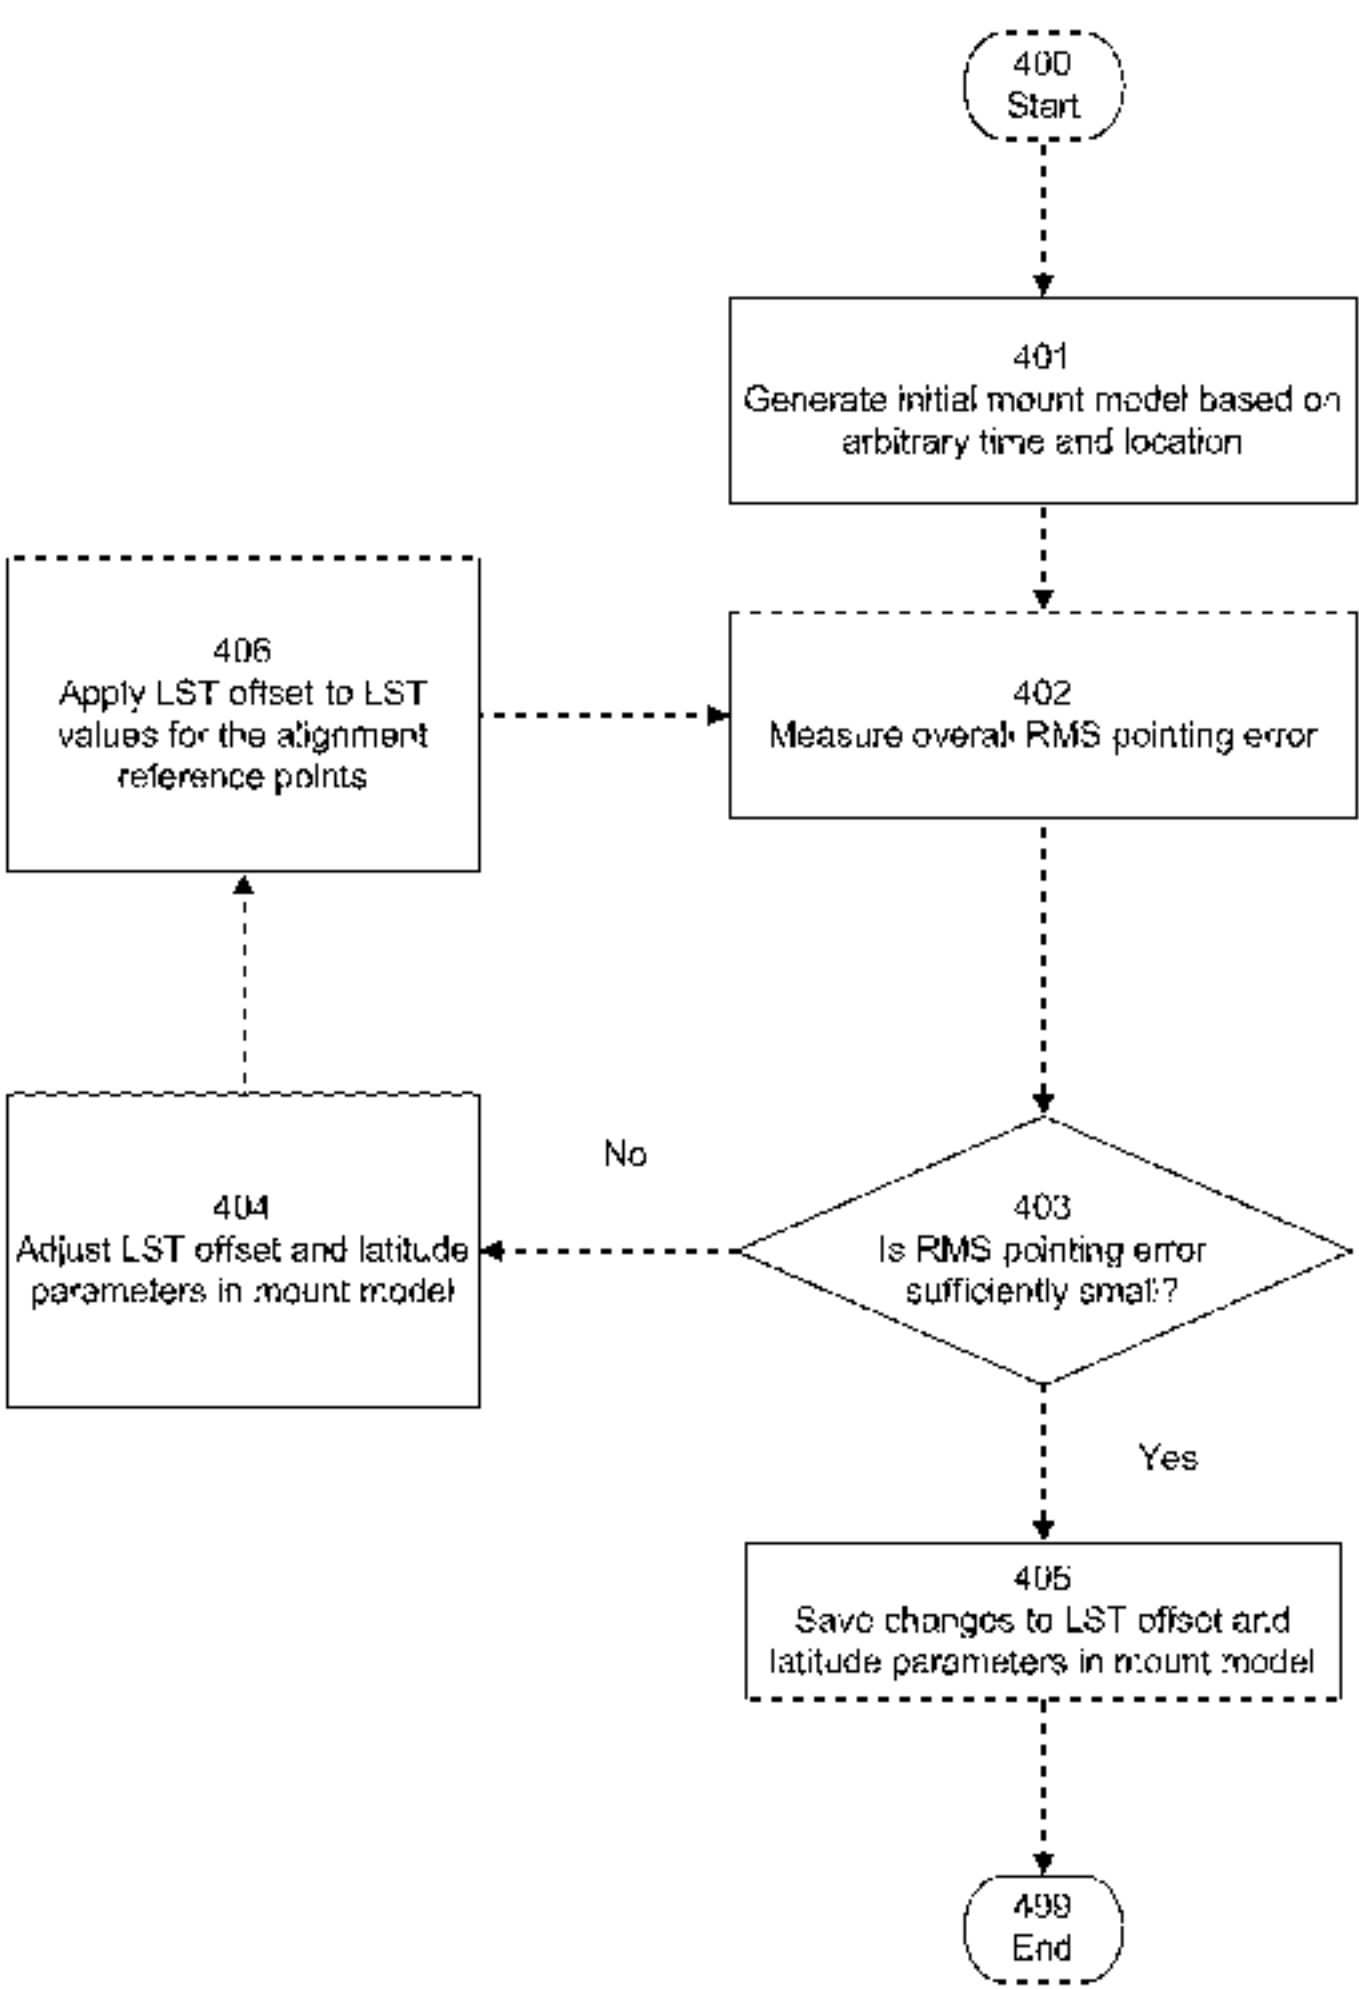 400
Start
401
Generate initial mount model based on
arbitrary time and location
406
Apply LST offset to LST
values for the alignment
reference points
402
Measure overall RMS pointing error
No
404
Adjust LST offset and latitude
parameters in mount model
403
Is RMS pointing error
sufficiently small?
Yes
405
Save changes to LST offset and
latitude parameters in mount model
499
End